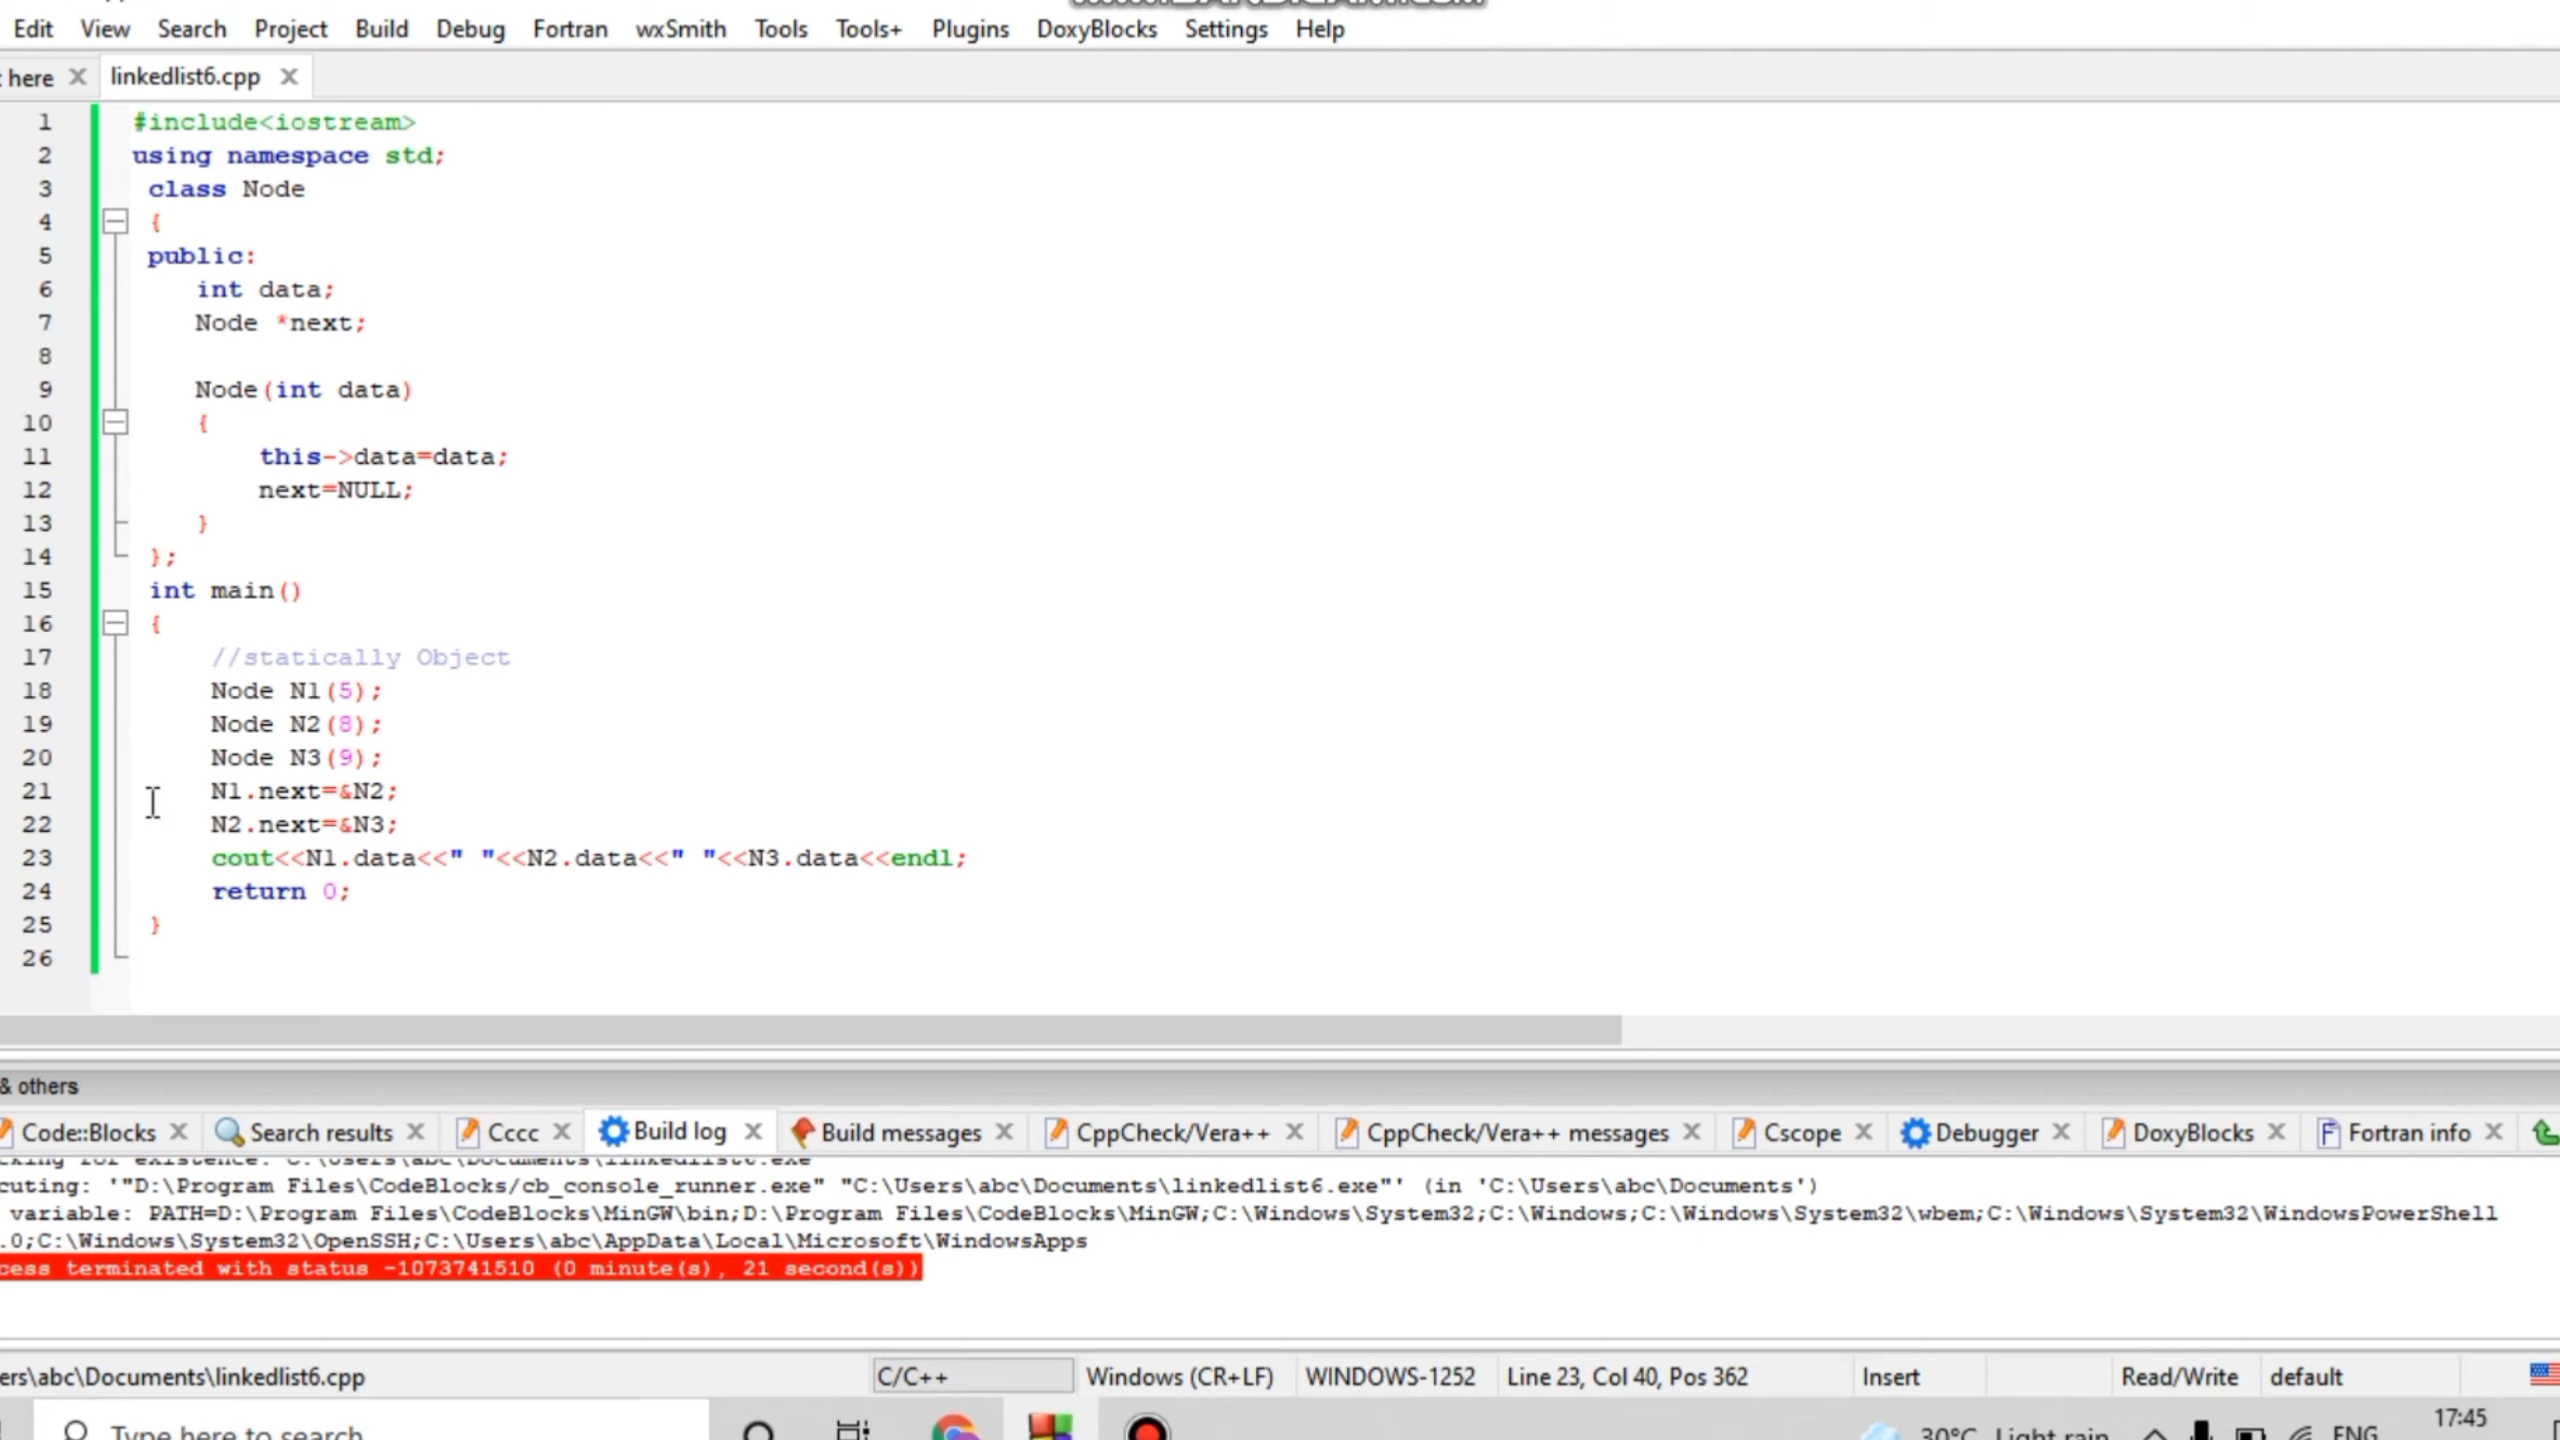 Edit View Search Project Build Debug Fortran wxSmith Tools Tools+ Plugins DoxyBlocks Settings Help
here linkedlist6.cpp
1 #include<iostream>
2 using namespace std;
3 class Node
4 {
5 public:
6 int data;
7 Node *next;
8
9 Node(int data)
10 {
11 this->data=data;
12 next=NULL;
13 }
14 };
15 int main()
16 {
17 //statically Object
18 Node N1(5);
19 Node N2(8);
20 Node N3(9);
21 N1.next=&N2;
22 N2.next=&N3;
23 cout<<N1.data<<" "<<N2.data<<" "<<N3.data<<endl;
24 return 0;
25 }
26
& others
Code::Blocks Search results Cccc Build log Build messages CppCheck/Vera++ CppCheck/Vera++ messages Cscope Debugger DoxyBlocks Fortran info
cking for existence: C:\Users\abc\Documents\linkedlist6.exe
cuting: '"D:\Program Files\CodeBlocks/cb_console_runner.exe" "C:\Users\abc\Documents\linkedlist6.exe"' (in 'C:\Users\abc\Documents')
variable: PATH=D:\Program Files\CodeBlocks\MinGW\bin;D:\Program Files\CodeBlocks\MinGW;C:\Windows\System32;C:\Windows;C:\Windows\System32\wbem;C:\Windows\System32\WindowsPowerShell
.0;C:\Windows\System32\OpenSSH;C:\Users\abc\AppData\Local\Microsoft\WindowsApps
cess terminated with status -1073741510 (0 minute(s), 21 second(s))
ers\abc\Documents\linkedlist6.cpp C/C++ Windows (CR+LF) WINDOWS-1252 Line 23, Col 40, Pos 362 Insert Read/Write default
Type here to search 30°C Light rain ENG 17:45